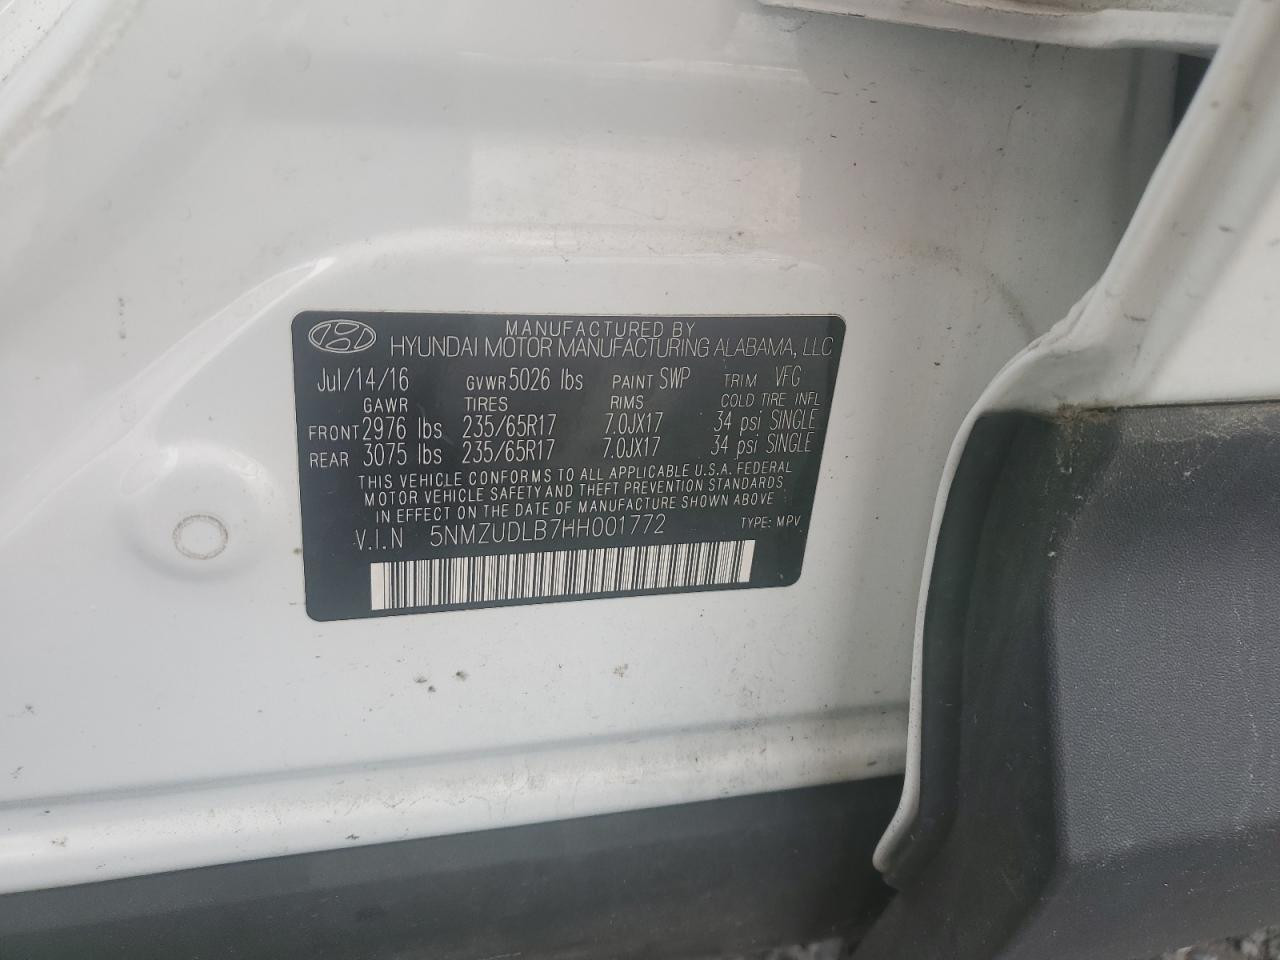 MANUFACTURED BY
HYUNDAI MOTOR MANUFACTURING ALABAMA, LLC
Jul/14/16 GVWR 5026 lbs PAINT SWP TRIM VFG
GAWR TIRES RIMS COLD TIRE INFL
FRONT 2976 lbs 235/65R17 7.0JX17 34 psi SINGLE
REAR 3075 lbs 235/65R17 7.0JX17 34 psi SINGLE
THIS VEHICLE CONFORMS TO ALL APPLICABLE U.S.A. FEDERAL
MOTOR VEHICLE SAFETY AND THEFT PREVENTION STANDARDS
IN EFFECT ON THE DATE OF MANUFACTURE SHOWN ABOVE
V.I.N 5NMZUDLB7HH001772 TYPE: MPV